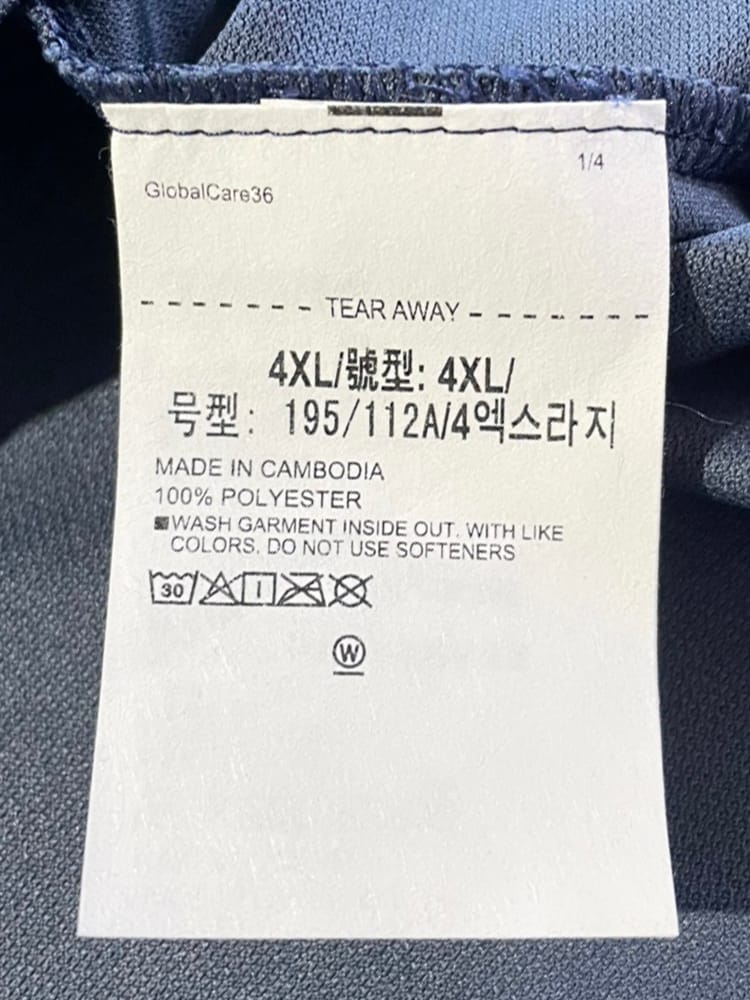 1/4
GlobalCare36
- - - - - - - TEAR AWAY - - - - - - -
4XL/號型: 4XL/
号型: 195/112A/4엑스라지
MADE IN CAMBODIA
100% POLYESTER
■WASH GARMENT INSIDE OUT. WITH LIKE
COLORS. DO NOT USE SOFTENERS
30
W